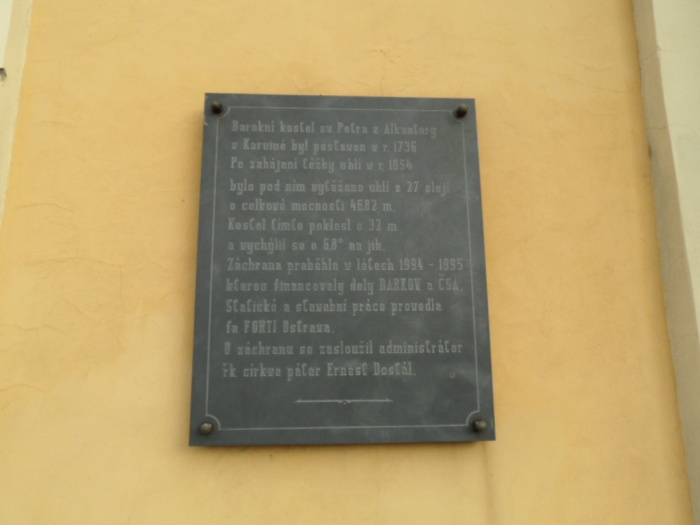 Barokní kostel sv. Petra z Alkantary
v Karviné byl postaven v r. 1736
Po zahájení těžby uhlí v r. 1854
bylo pod ním vytěženo uhlí z 27 slojí
o celkové mocnosti 46,82 m.
Kostel tímto poklesl o 32 m
a vychýlil se o 6,8° na jih.
Záchrana proběhla v létech 1994 - 1995
kterou financovaly doly DARKOV a ČSA.
Statické a stavební práce provedla
fa FORTI Ostrava.
O záchranu se zasloužil administrátor
řk církve páter Ernest Dostál.